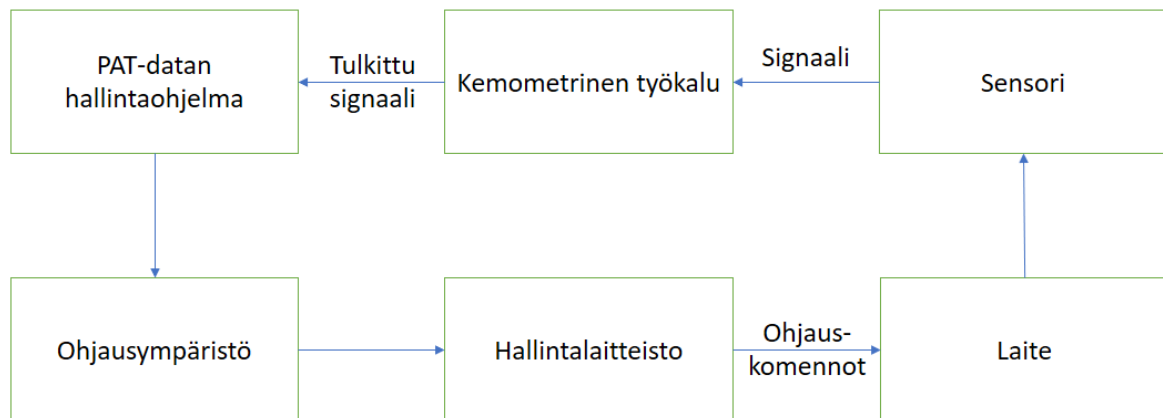 PAT-datan
hallintaohjelma
Tulkittu
signaali
Kemometrinen työkalu
Signaali
Sensori
Ohjausympäristö
Hallintalaitteisto
Ohjaus-
komennot
Laite